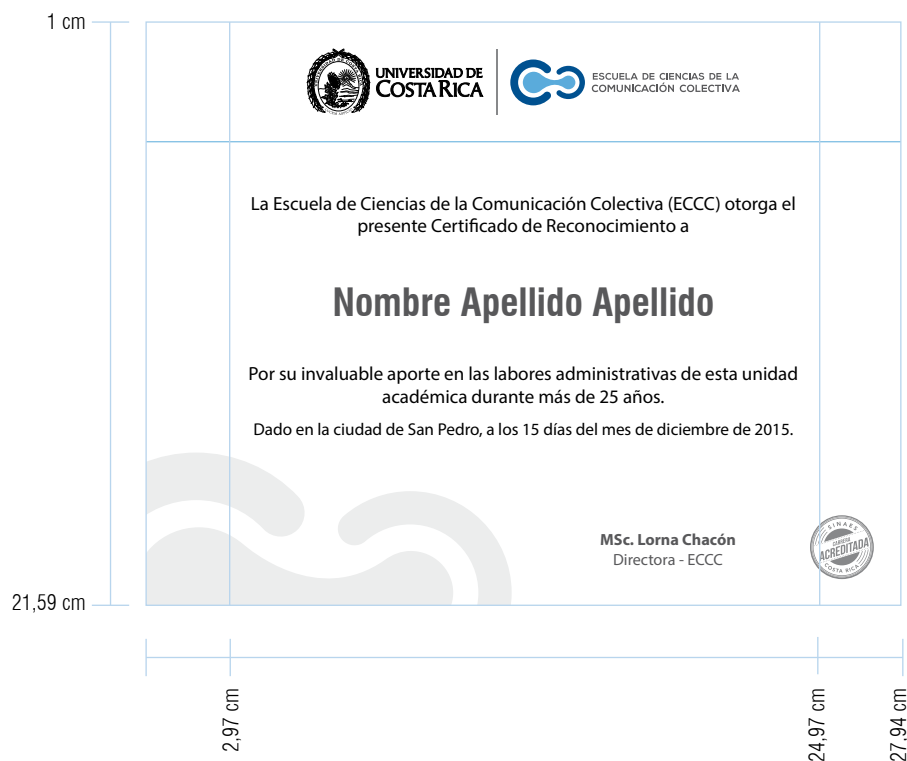 1 cm
UNIVERSIDAD DE
COSTA RICA
ESCUELA DE CIENCIAS DE LA
COMUNICACIÓN COLECTIVA
La Escuela de Ciencias de la Comunicación Colectiva (ECCC) otorga el
presente Certificado de Reconocimiento a
Nombre Apellido Apellido
Por su invaluable aporte en las labores administrativas de esta unidad
académica durante más de 25 años.
Dado en la ciudad de San Pedro, a los 15 días del mes de diciembre de 2015.
MSc. Lorna Chacón
Directora - ECCC
SINAES
CARRERA
ACREDITADA
COSTA RICA
21,59 cm
2,97 cm
24,97 cm
27,94 cm